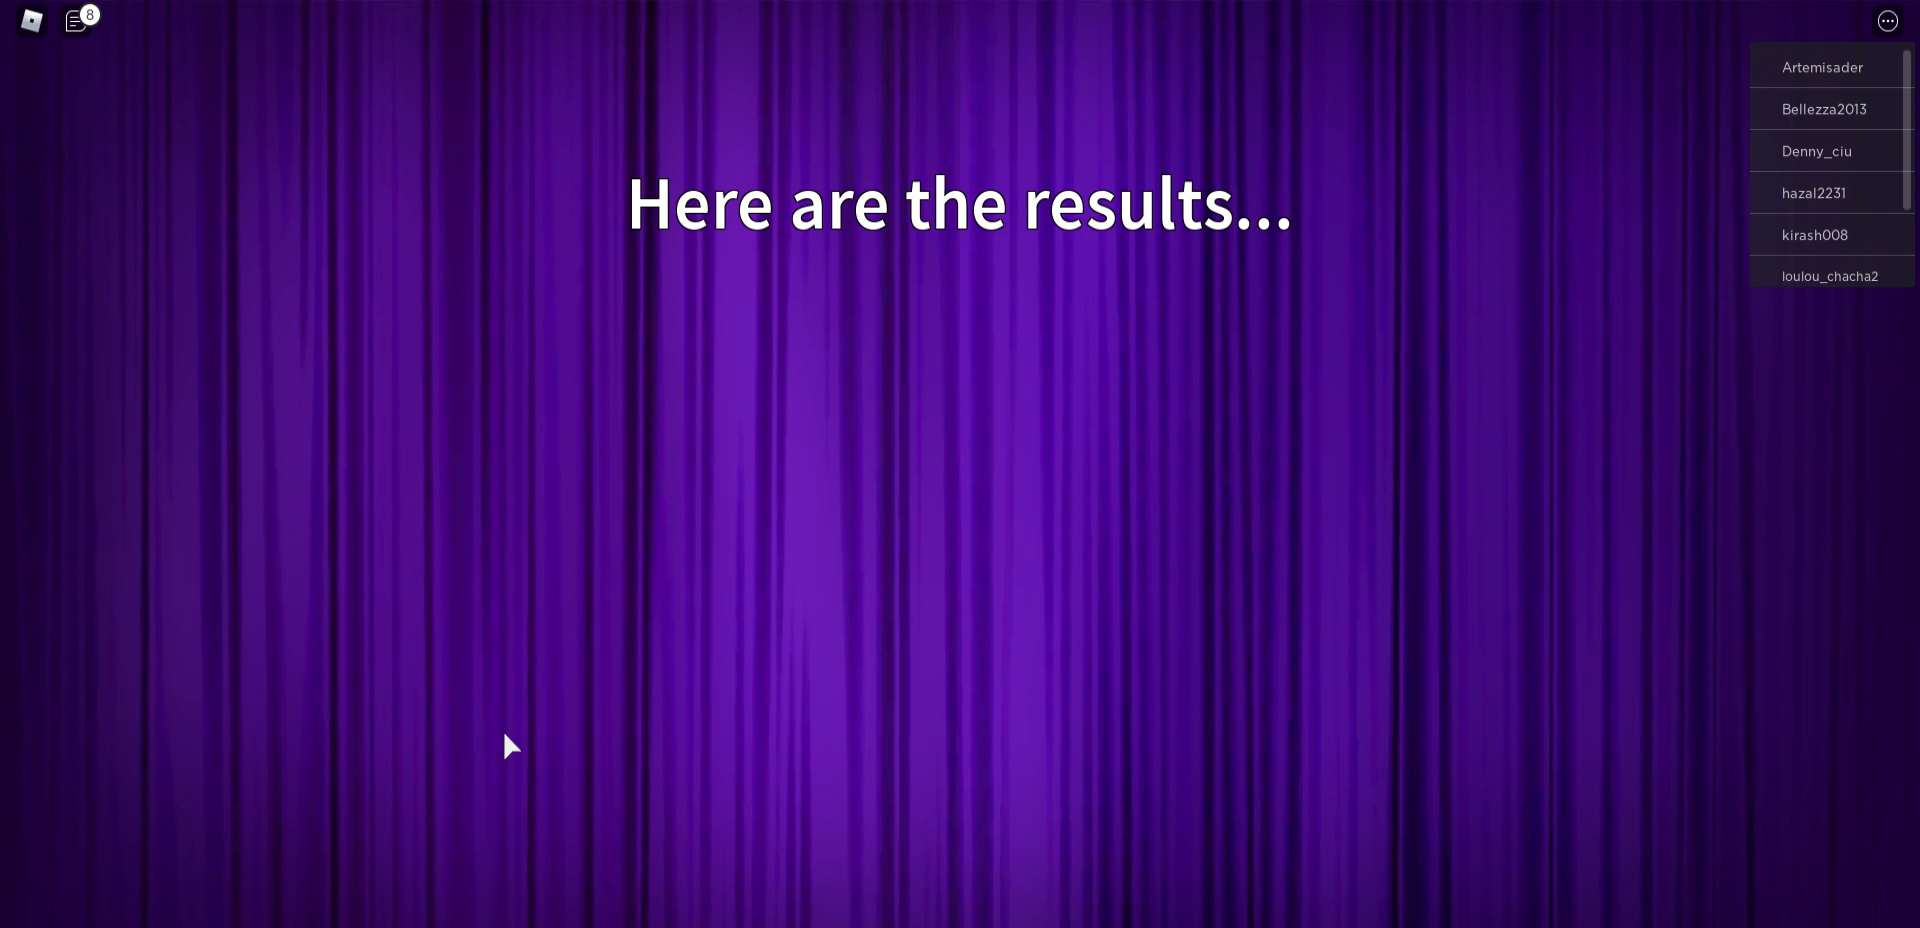 8
Here are the results...
Artemisader
Bellezza2013
Denny_ciu
hazal2231
kirash008
loulou_chacha2